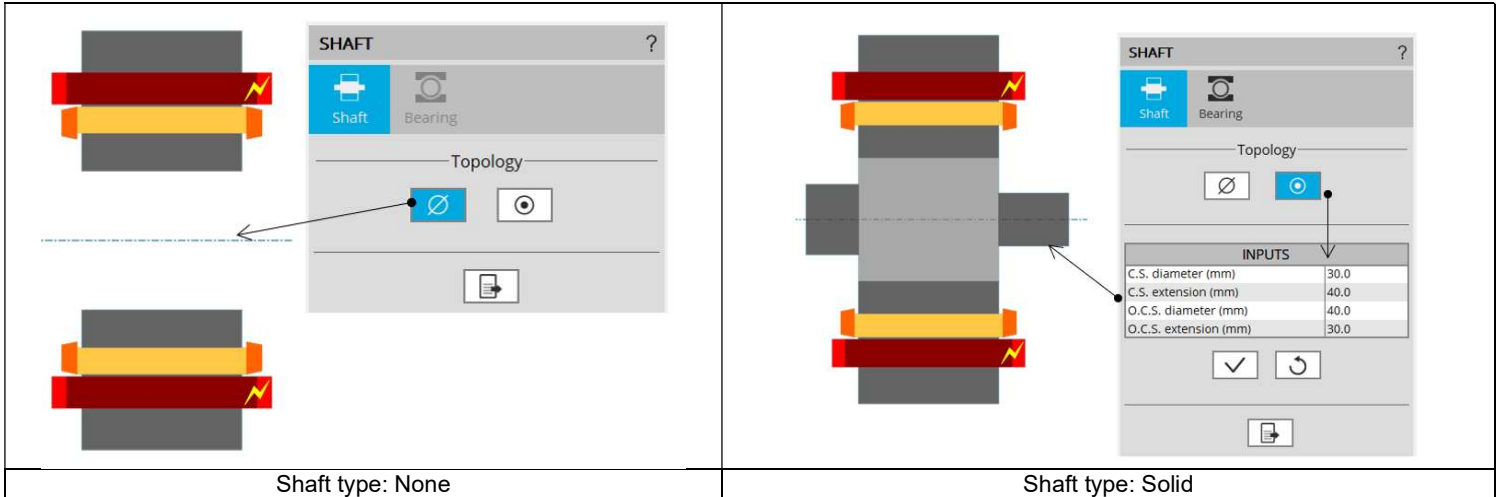 SHAFT ?
Shaft Bearing
Topology
Shaft type: None
SHAFT ?
Shaft Bearing
Topology
INPUTS
C.S. diameter (mm) 30.0
C.S. extension (mm) 40.0
O.C.S. diameter (mm) 40.0
O.C.S. extension (mm) 30.0
Shaft type: Solid